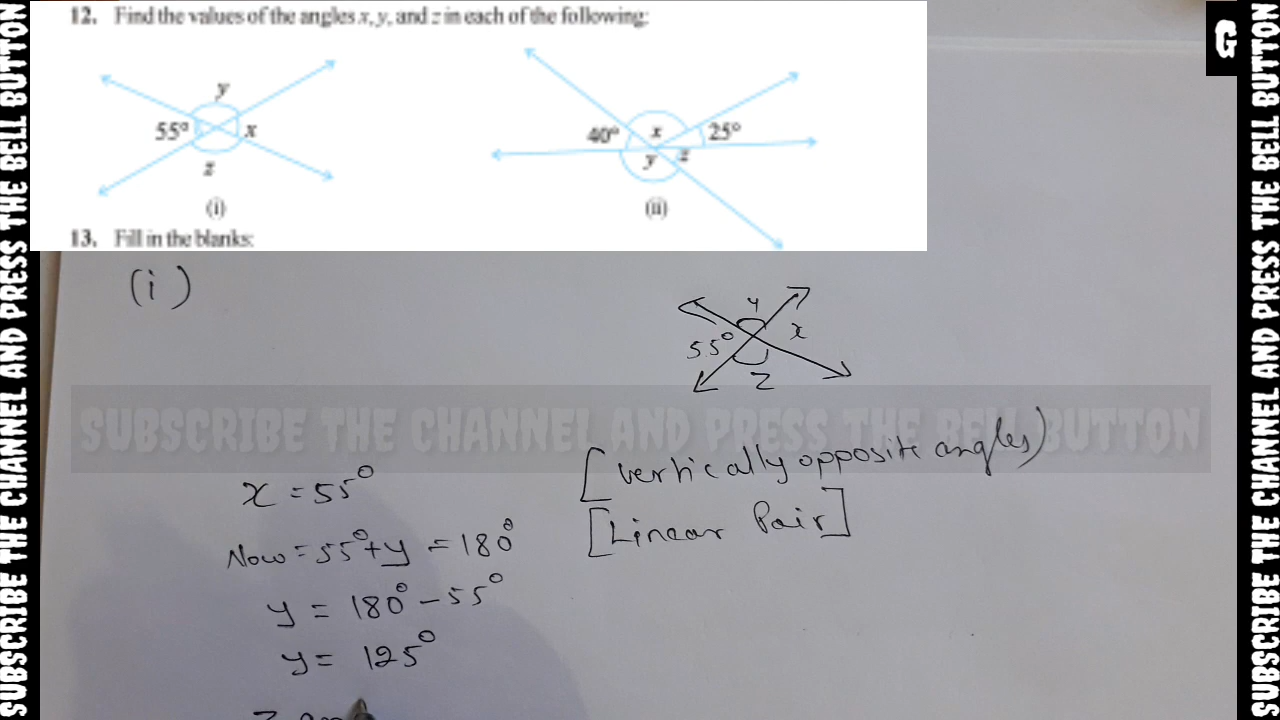 12. Find the values of the angles x, y, and z in each of the following:
y
55° x
z
(i)
40° x 25°
y z
(ii)
13. Fill in the blanks:
(i)
y
55° x
z
SUBSCRIBE THE CHANNEL AND PRESS THE BELL BUTTON
x = 55° [vertically opposite angles)
Now = 55° + y = 180° [Linear Pair]
y = 180° - 55°
y = 125°
SUBSCRIBE THE CHANNEL AND PRESS THE BELL BUTTON
SUBSCRIBE THE CHANNEL AND PRESS THE BELL BUTTON